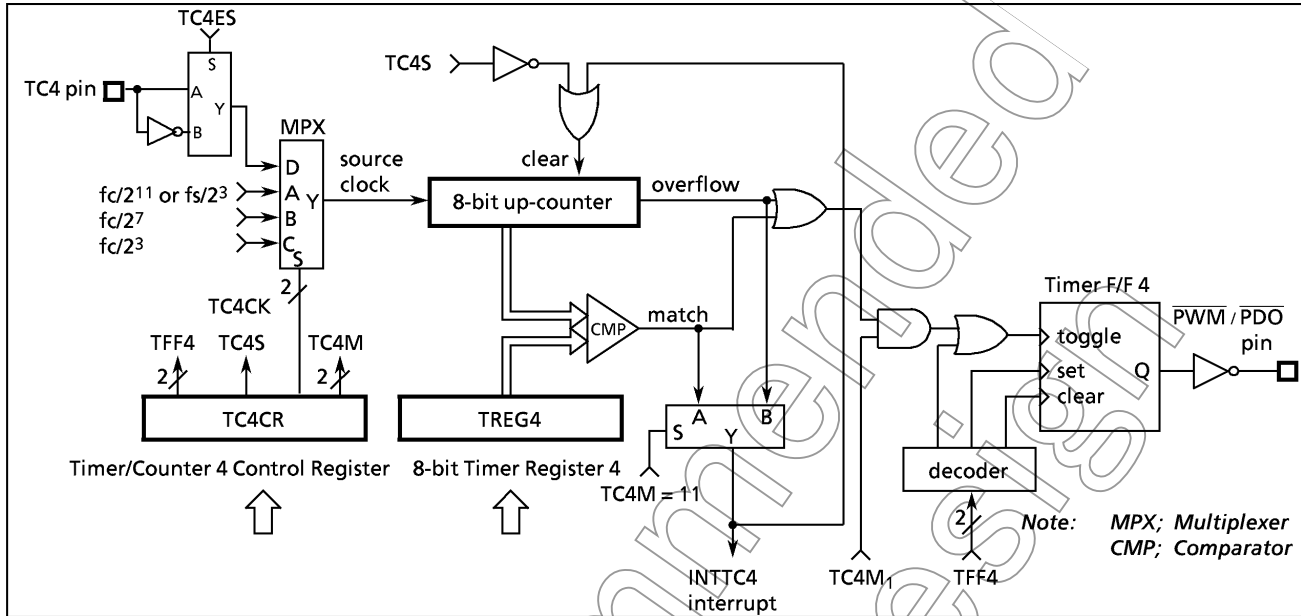 TC4ES
S
TC4 pin
A
Y
B
TC4S
MPX
D
fc/2¹¹ or fs/2³
A
Y
fc/2⁷
B
fc/2³
C
S
source
clock
clear
8-bit up-counter
overflow
2
TC4CK
TFF4
TC4S
TC4M
2
2
TC4CR
Timer/Counter 4 Control Register
CMP
match
TREG4
8-bit Timer Register 4
A
B
S
Y
TC4M = 11
INTTC4
interrupt
TC4M₁
Timer F/F 4
toggle
set
clear
Q
P̅W̅M̅ / P̅D̅O̅
pin
decoder
2
TFF4
Note: MPX; Multiplexer
CMP; Comparator
mmended
esign